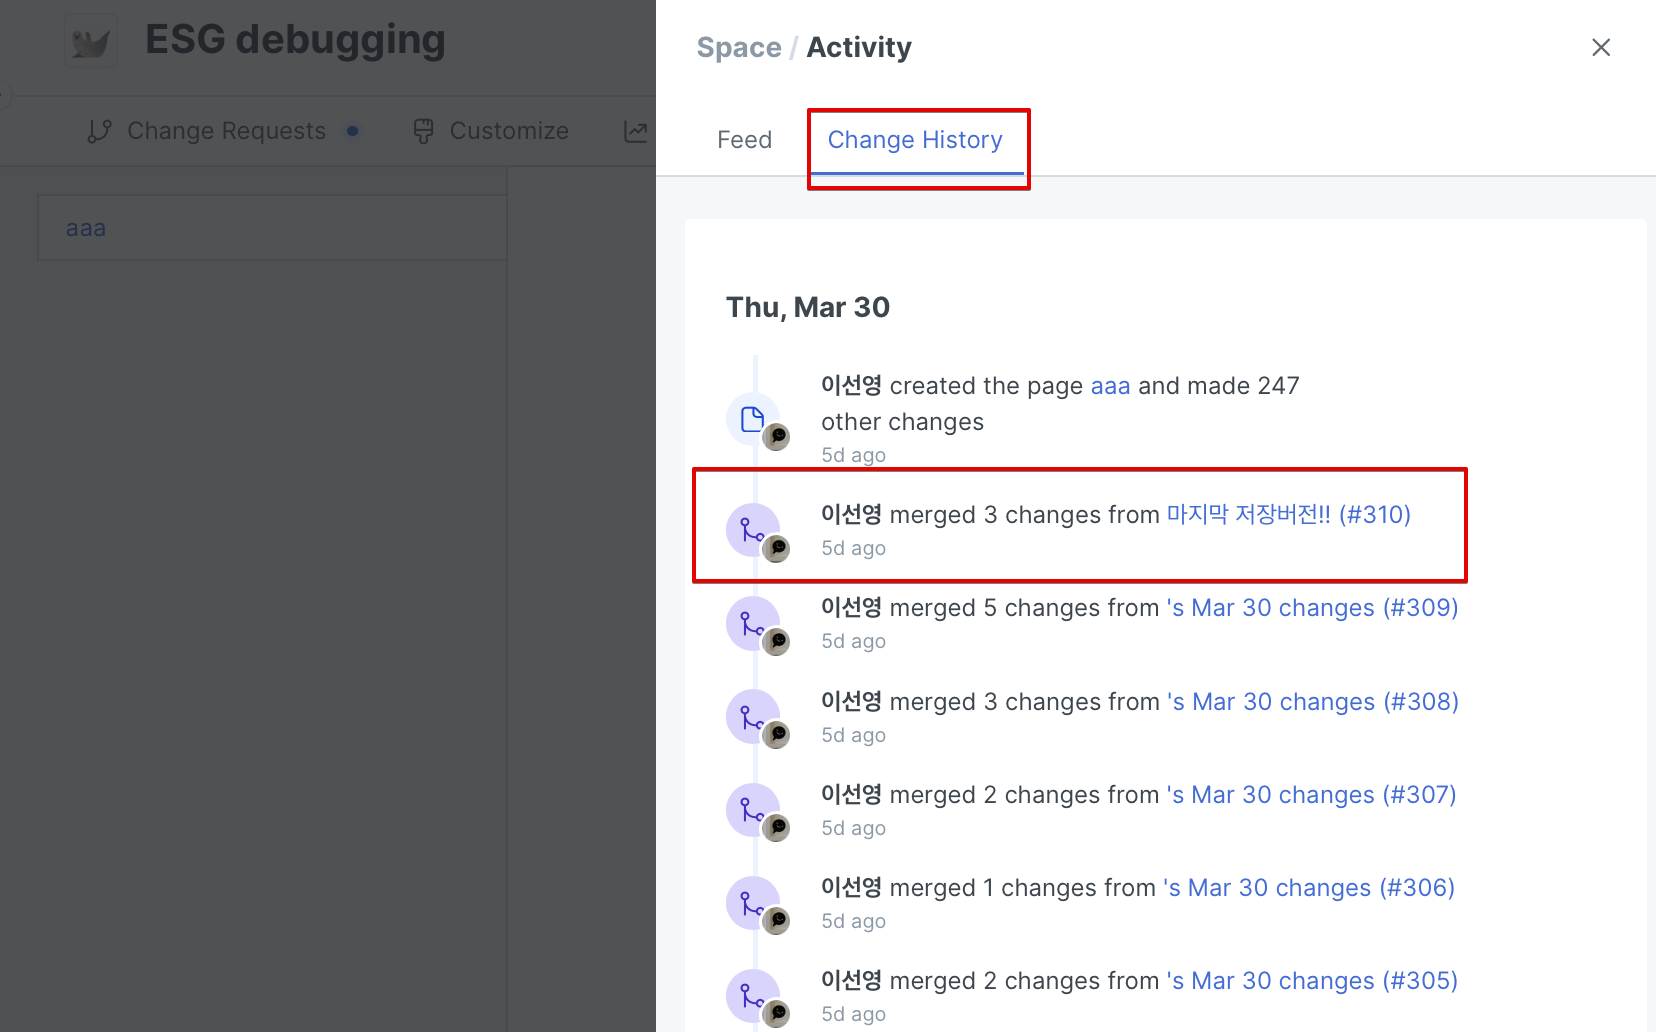 ESG debugging
Change Requests
Customize
aaa
Space / Activity
Feed
Change History
Thu, Mar 30
이선영 created the page aaa and made 247
other changes
5d ago
이선영 merged 3 changes from 마지막 저장버전!! (#310)
5d ago
이선영 merged 5 changes from 's Mar 30 changes (#309)
5d ago
이선영 merged 3 changes from 's Mar 30 changes (#308)
5d ago
이선영 merged 2 changes from 's Mar 30 changes (#307)
5d ago
이선영 merged 1 changes from 's Mar 30 changes (#306)
5d ago
이선영 merged 2 changes from 's Mar 30 changes (#305)
5d ago